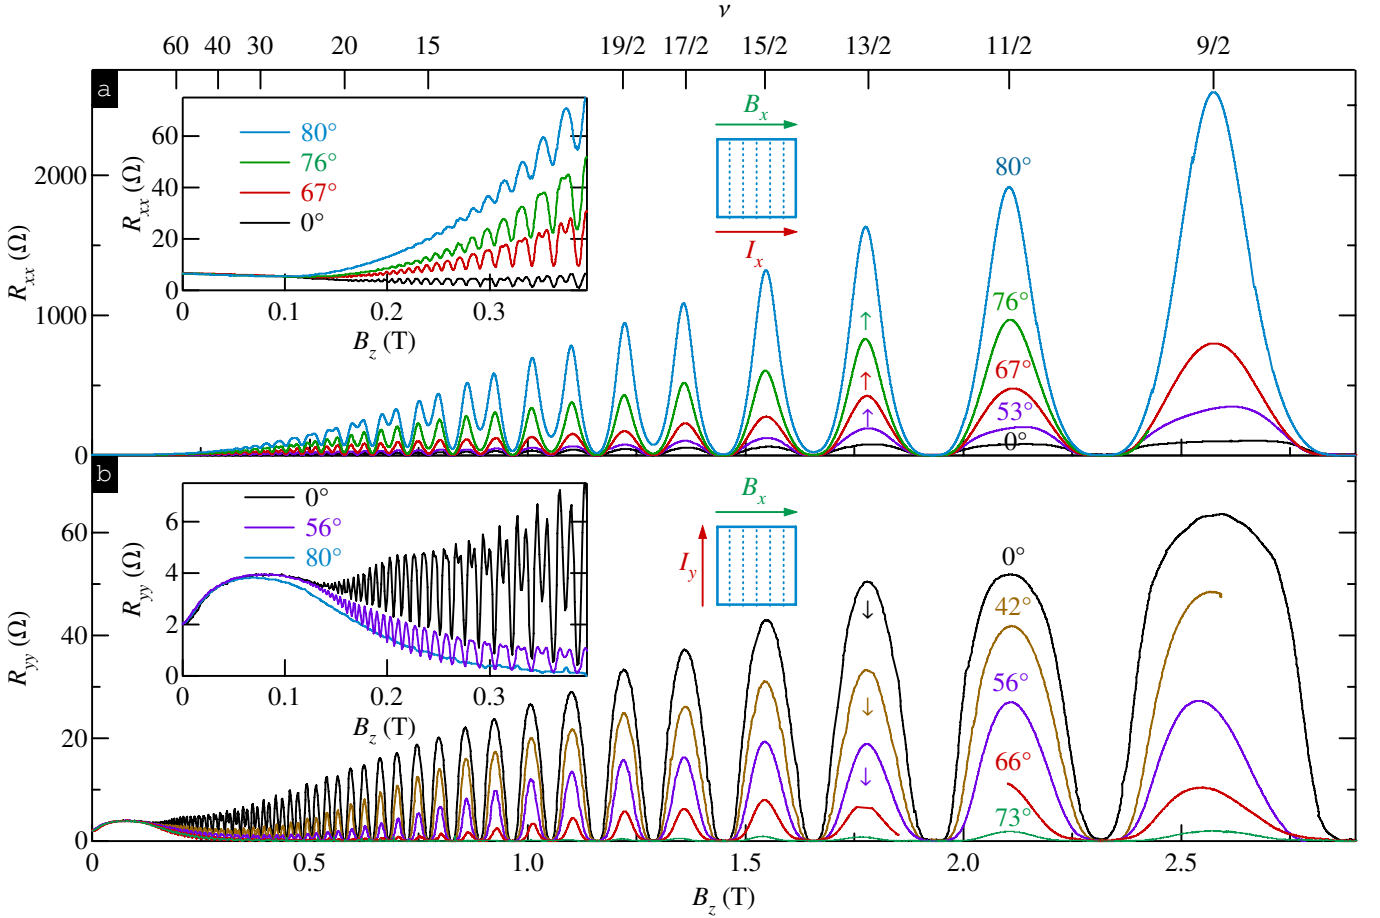 ν
60 40 30 20 15 19/2 17/2 15/2 13/2 11/2 9/2
a
R_xx (Ω)
2000
1000
0
80°
76°
67°
0°
R_xx (Ω)
60
40
20
0
0 0.1 0.2 0.3
B_z (T)
B_x
I_x
↑
↑
↑
80°
76°
67°
53°
0°
b
R_yy (Ω)
60
40
20
0
0°
56°
80°
R_yy (Ω)
6
4
2
0
0 0.1 0.2 0.3
B_z (T)
B_x
I_y
↓
↓
↓
0°
42°
56°
66°
73°
0 0.5 1.0 1.5 2.0 2.5
B_z (T)